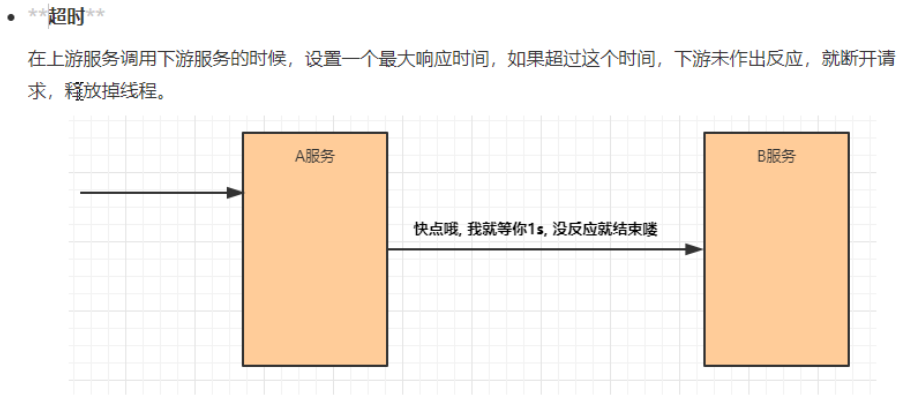 **超时**
在上游服务调用下游服务的时候，设置一个最大响应时间，如果超过这个时间，下游未作出反应，就断开请
求，释放掉线程。
A服务
B服务
快点哦, 我就等你1s, 没反应就结束喽